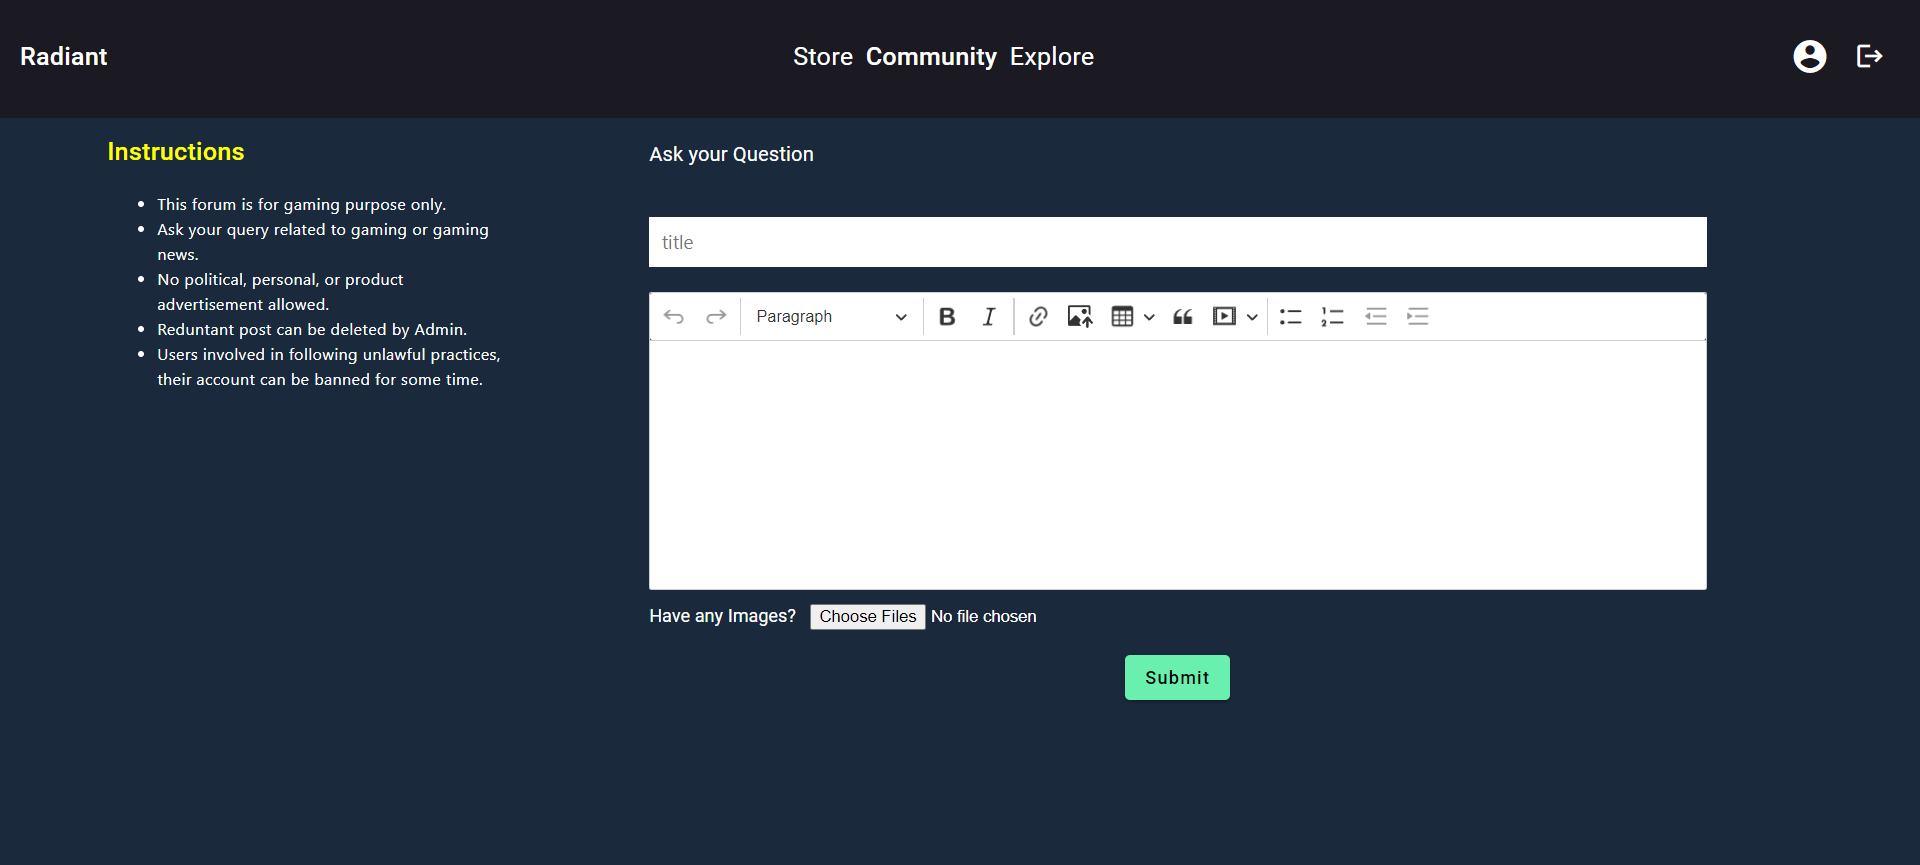 Radiant
Store Community Explore
Instructions
This forum is for gaming purpose only.
Ask your query related to gaming or gaming
news.
No political, personal, or product
advertisement allowed.
Reduntant post can be deleted by Admin.
Users involved in following unlawful practices,
their account can be banned for some time.
Ask your Question
title
Paragraph
Have any Images? Choose Files No file chosen
Submit